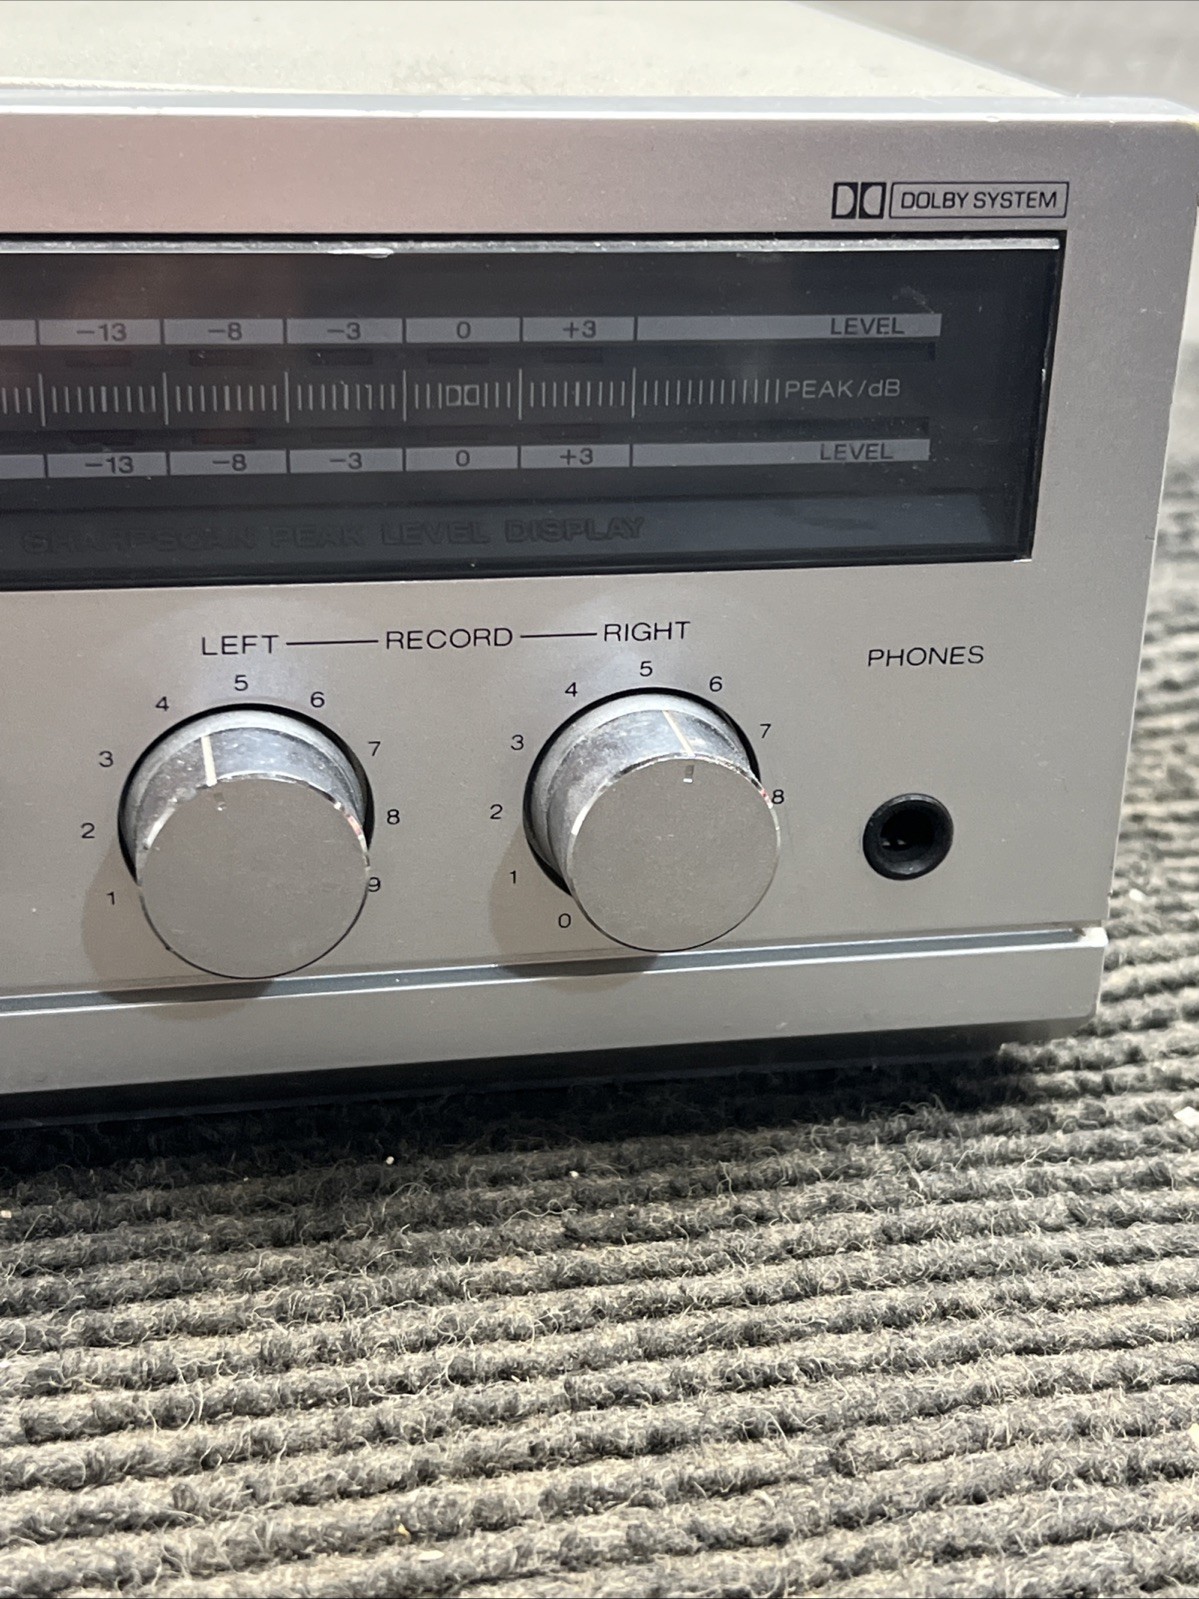 DOLBY SYSTEM
-13 -8 -3 0 +3 LEVEL
PEAK/dB
-13 -8 -3 0 +3 LEVEL
SHARPSCAN PEAK LEVEL DISPLAY
LEFT RECORD RIGHT
PHONES
1 2 3 4 5 6 7 8 9
0 1 2 3 4 5 6 7 8